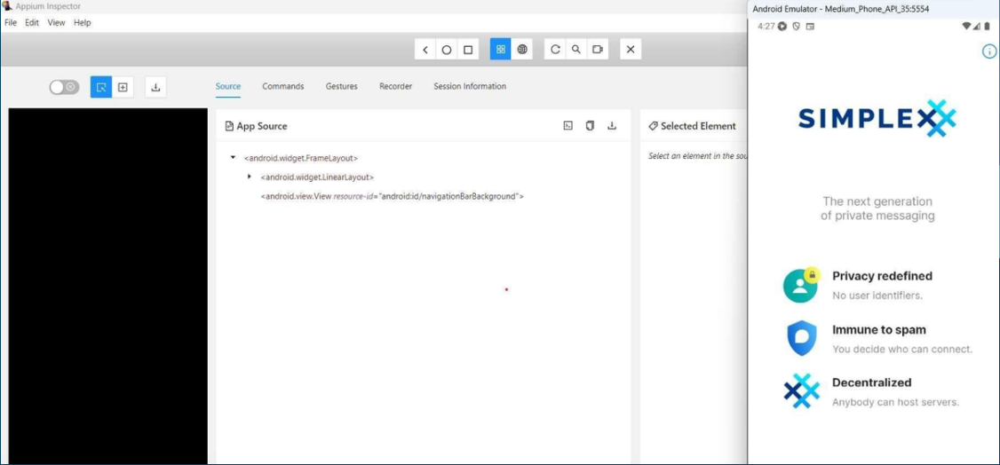 Appium Inspector
File Edit View Help
Source Commands Gestures Recorder Session Information
App Source
<android.widget.FrameLayout>
<android.widget.LinearLayout>
<android.view.View resource-id="android:id/navigationBarBackground">
Selected Element
Select an element in the sou
Android Emulator - Medium_Phone_API_35:5554
4:27
SIMPLEX
The next generation
of private messaging
Privacy redefined
No user identifiers.
Immune to spam
You decide who can connect.
Decentralized
Anybody can host servers.